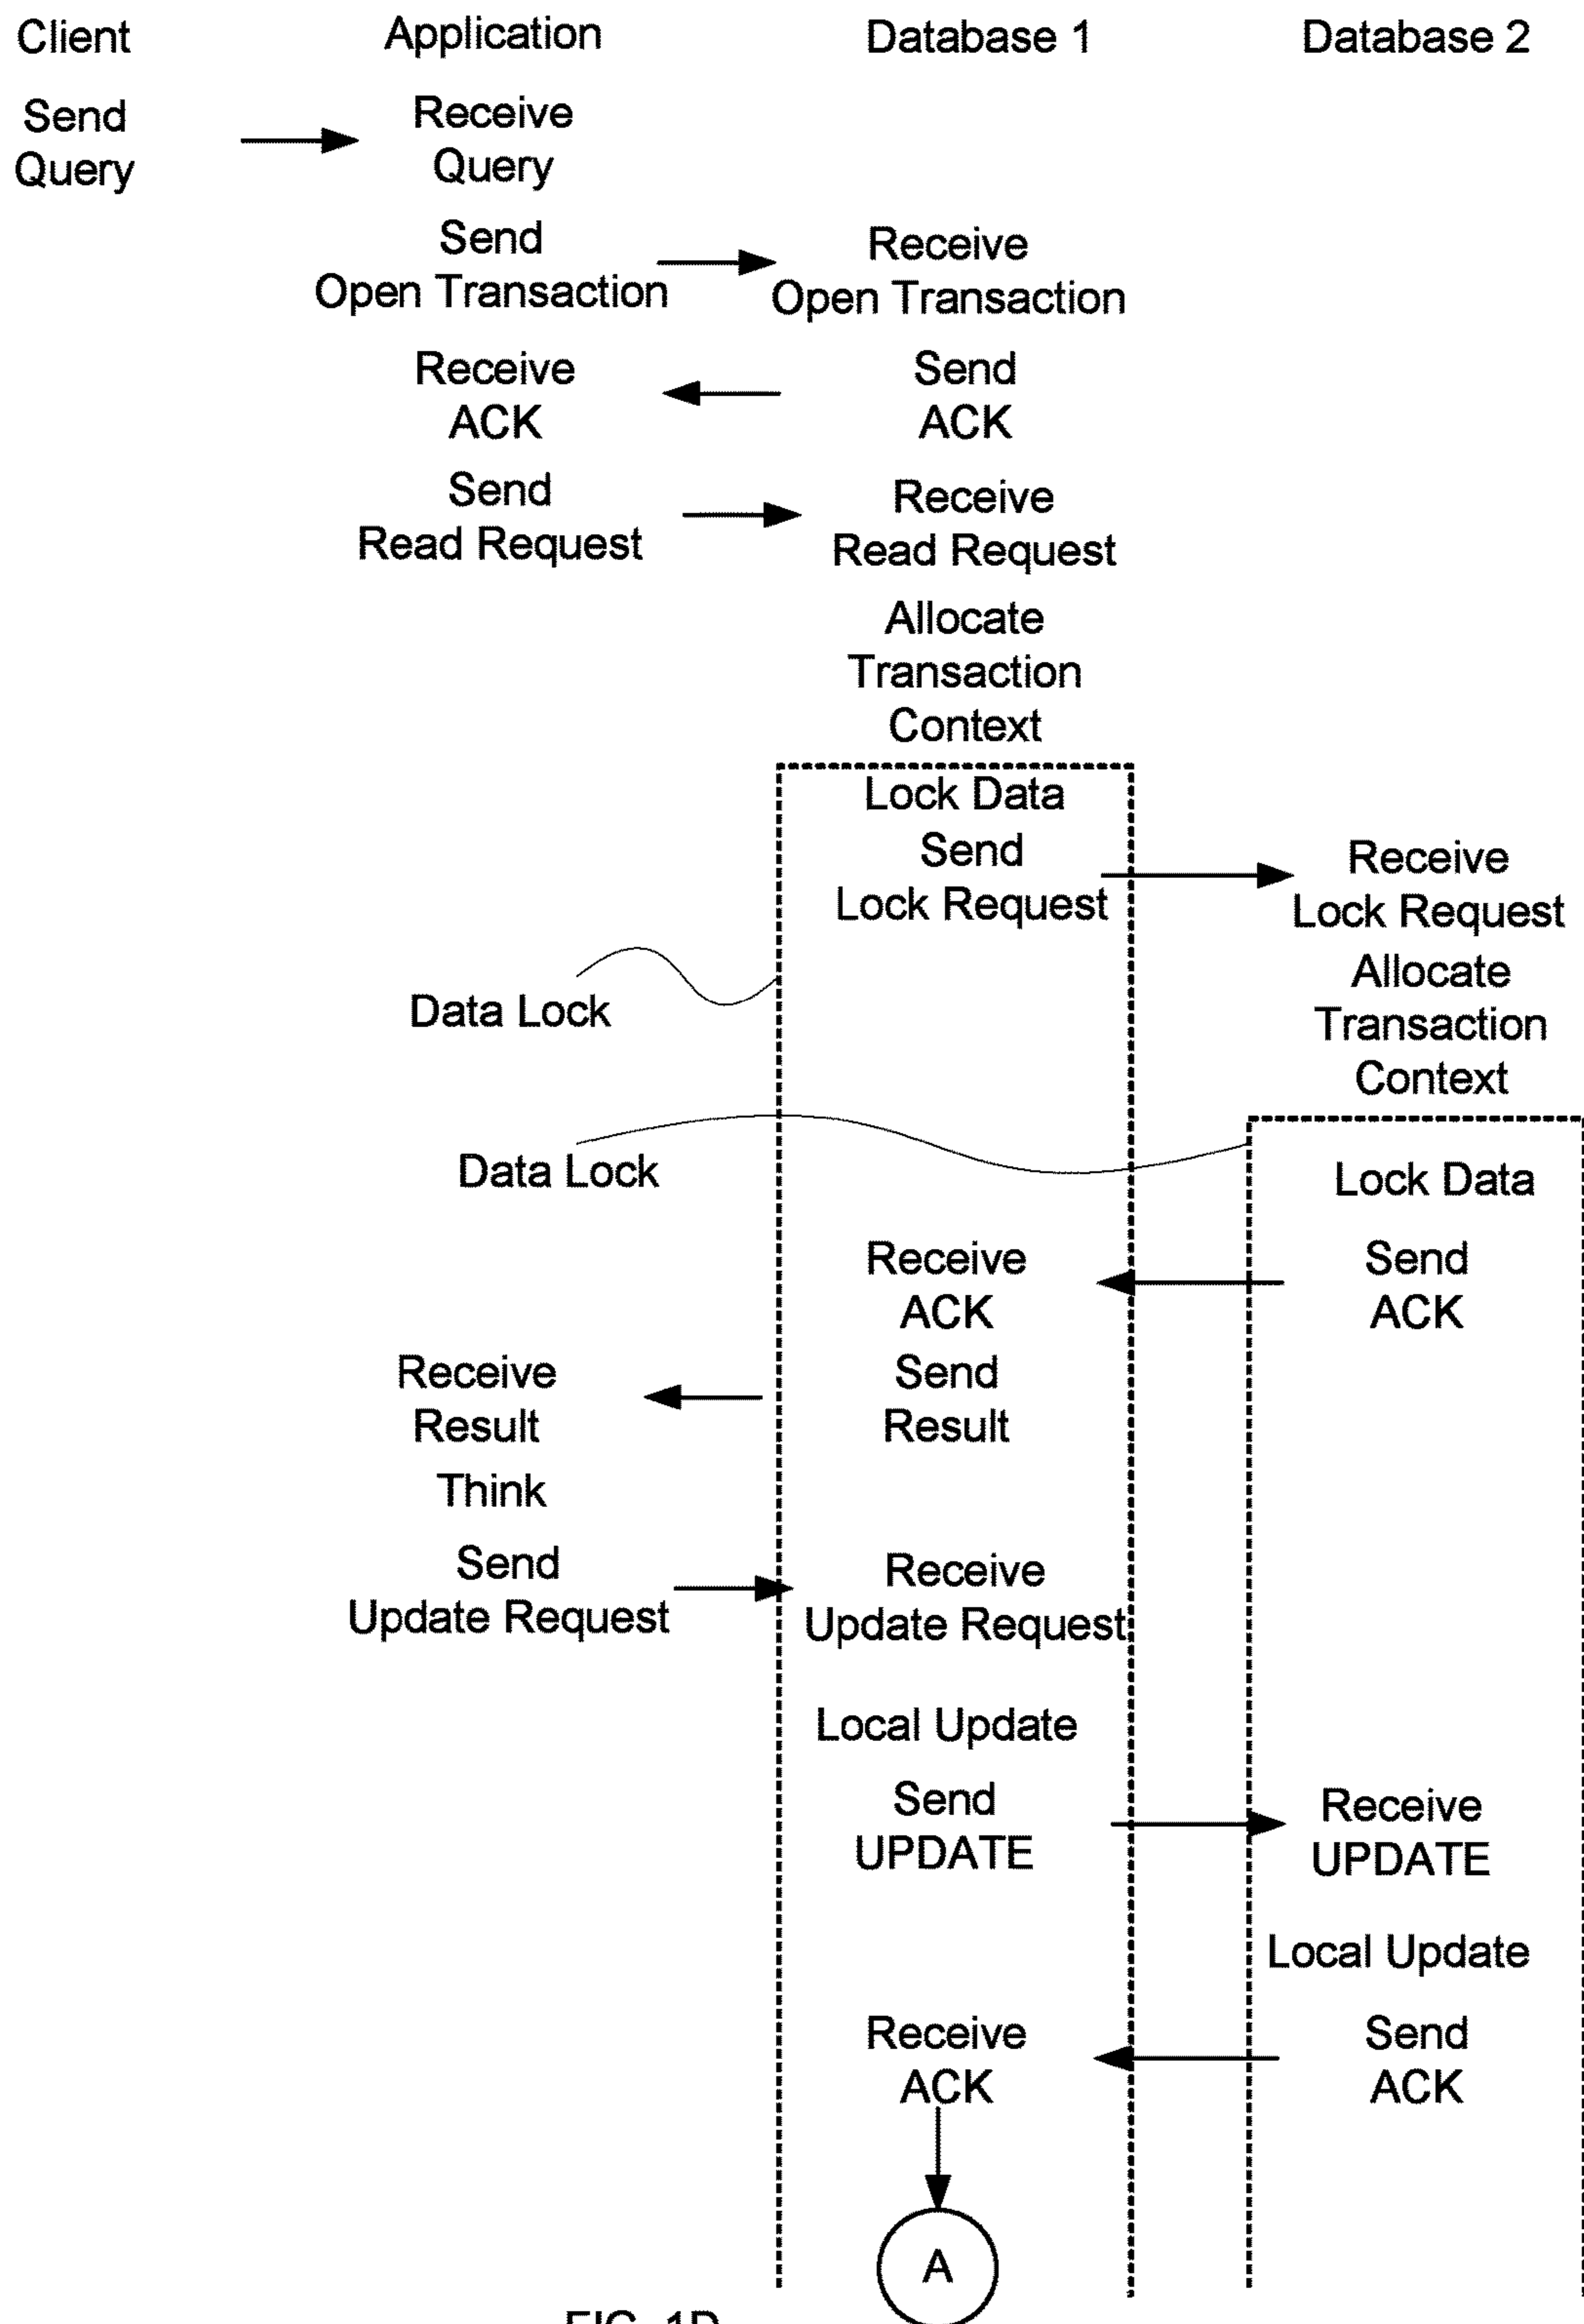 Client
Application
Database 1
Database 2
Send
Query
Receive
Query
Send
Open Transaction
Receive
Open Transaction
Receive
ACK
Send
ACK
Send
Read Request
Receive
Read Request
Allocate
Transaction
Context
Lock Data
Send
Lock Request
Receive
Lock Request
Data Lock
Allocate
Transaction
Context
Data Lock
Lock Data
Receive
ACK
Send
ACK
Receive
Result
Send
Result
Think
Send
Update Request
Receive
Update Request
Local Update
Send
UPDATE
Receive
UPDATE
Local Update
Receive
ACK
Send
ACK
A